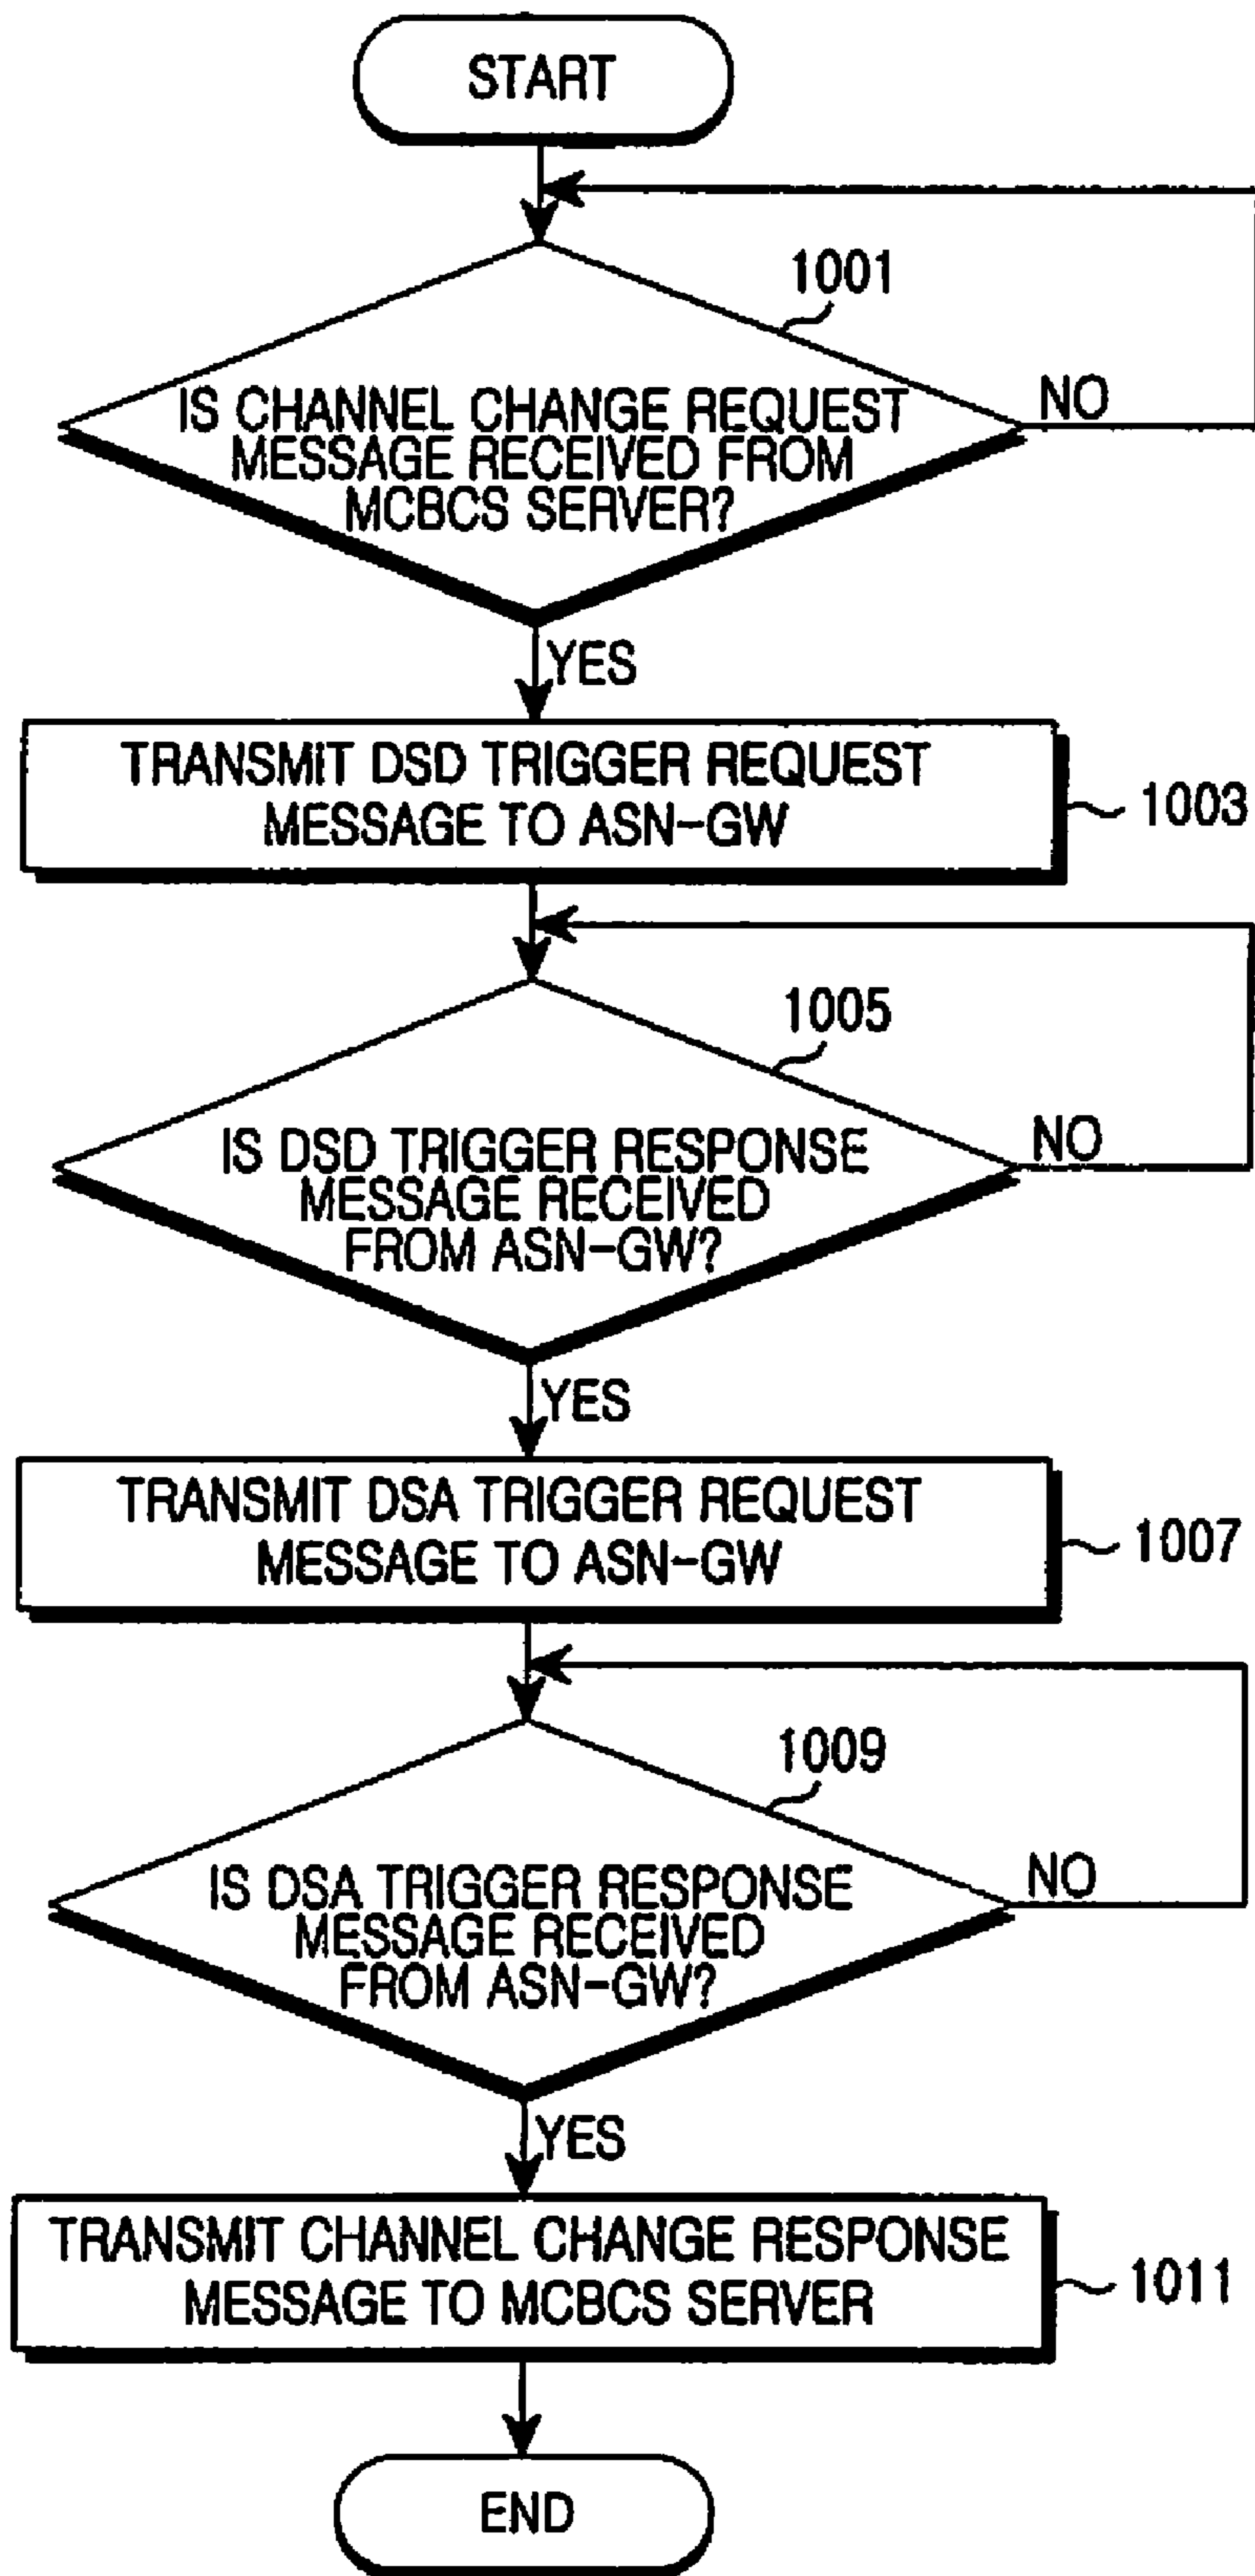 START
1001
IS CHANNEL CHANGE REQUEST
MESSAGE RECEIVED FROM
MCBCS SERVER?
NO
YES
TRANSMIT DSD TRIGGER REQUEST
MESSAGE TO ASN-GW
1003
1005
IS DSD TRIGGER RESPONSE
MESSAGE RECEIVED
FROM ASN-GW?
NO
YES
TRANSMIT DSA TRIGGER REQUEST
MESSAGE TO ASN-GW
1007
1009
IS DSA TRIGGER RESPONSE
MESSAGE RECEIVED
FROM ASN-GW?
NO
YES
TRANSMIT CHANNEL CHANGE RESPONSE
MESSAGE TO MCBCS SERVER
1011
END